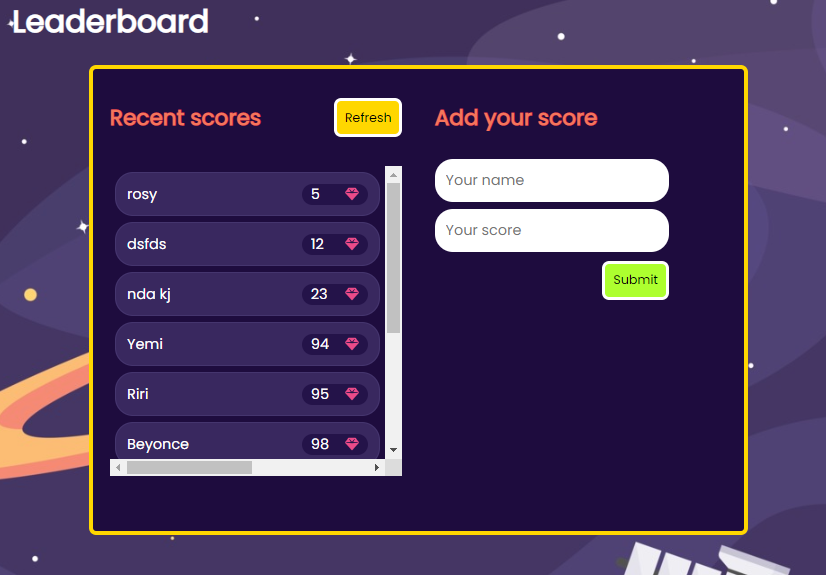 Leaderboard
Recent scores
Refresh
rosy 5
dsfds 12
nda kj 23
Yemi 94
Riri 95
Beyonce 98
Add your score
Your name
Your score
Submit